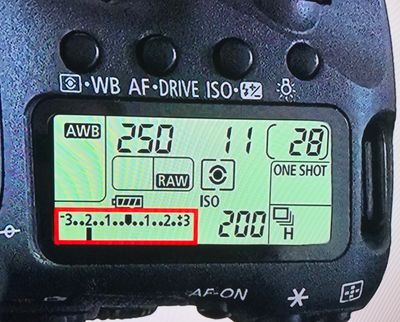 WB AF•DRIVE ISO•
AWB 250 11 [28]
RAW ONE SHOT
ISO
-3..2..1..▼..1..2.:3 200 H
AF-ON